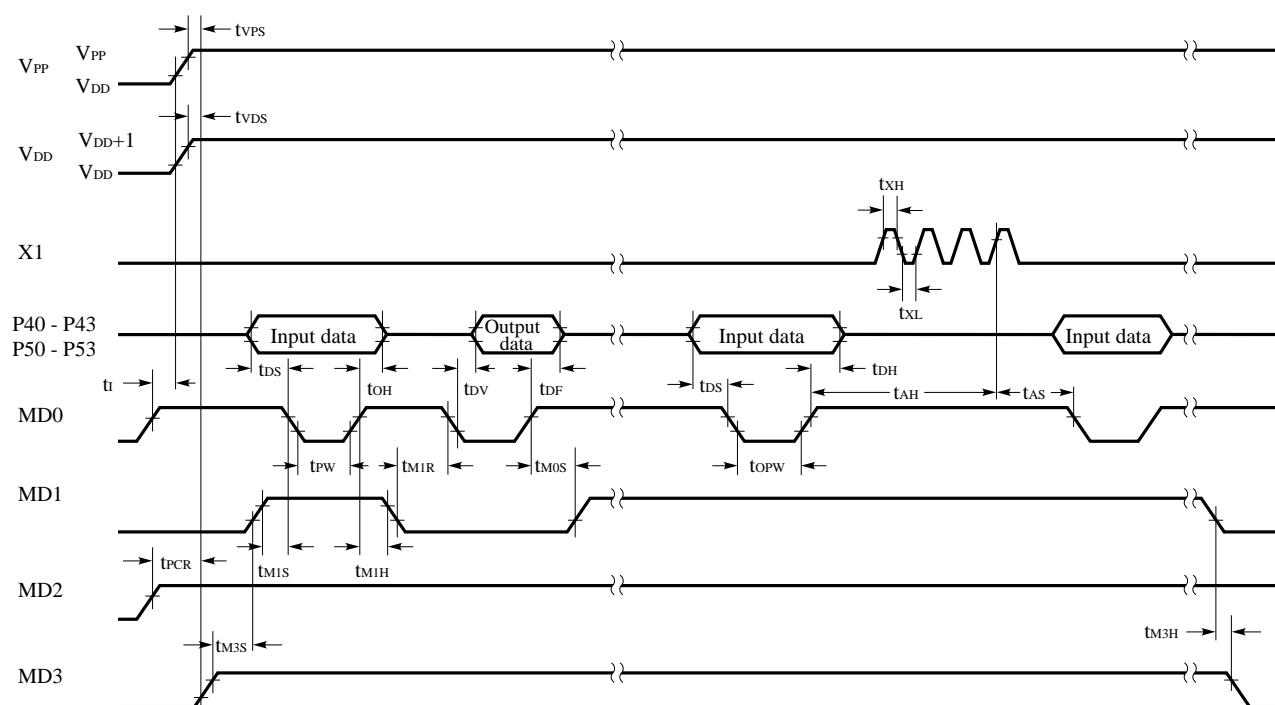 tVPS
VPP VPP
VDD
tVDS
VDD VDD+1
VDD
tXH
X1
tXL
P40 - P43
P50 - P53
Input data
Output
data
Input data
Input data
tI
tDS
tOH
tDV
tDF
tDS
tDH
tAH
tAS
MD0
tPW
tM1R
tM0S
tOPW
MD1
tPCR
tM1S
tM1H
MD2
tM3S
tM3H
MD3